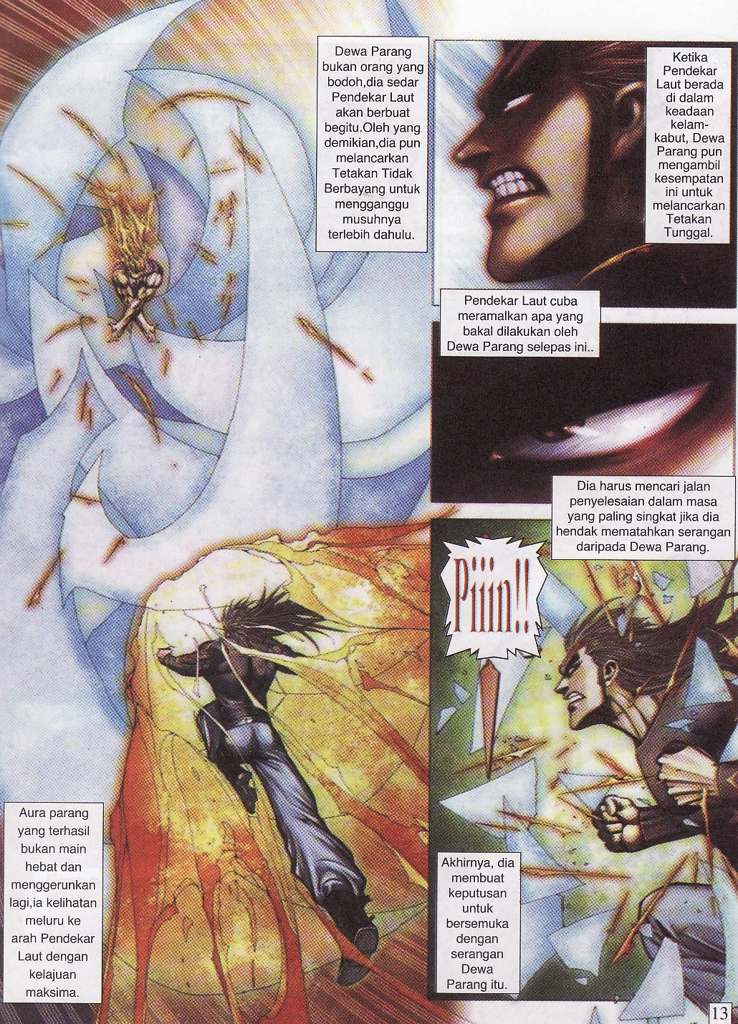 Dewa Parang
bukan orang yang
bodoh,dia sedar
Pendekar Laut
akan berbuat
begitu.Oleh yang
demikian,dia pun
melancarkan
Tetakan Tidak
Berbayang untuk
mengganggu
musuhnya
terlebih dahulu.
Ketika
Pendekar
Laut berada
di dalam
keadaan
kelam-
kabut, Dewa
Parang pun
mengambil
kesempatan
ini untuk
melancarkan
Tetakan
Tunggal.
Pendekar Laut cuba
meramalkan apa yang
bakal dilakukan oleh
Dewa Parang selepas ini..
Dia harus mencari jalan
penyelesaian dalam masa
yang paling singkat jika dia
hendak mematahkan serangan
daripada Dewa Parang.
Piiin!!
Aura parang
yang terhasil
bukan main
hebat dan
menggerunkan
lagi,ia kelihatan
meluru ke
arah Pendekar
Laut dengan
kelajuan
maksima.
Akhirnya, dia
membuat
keputusan
untuk
bersemuka
dengan
serangan
Dewa
Parang itu.
13